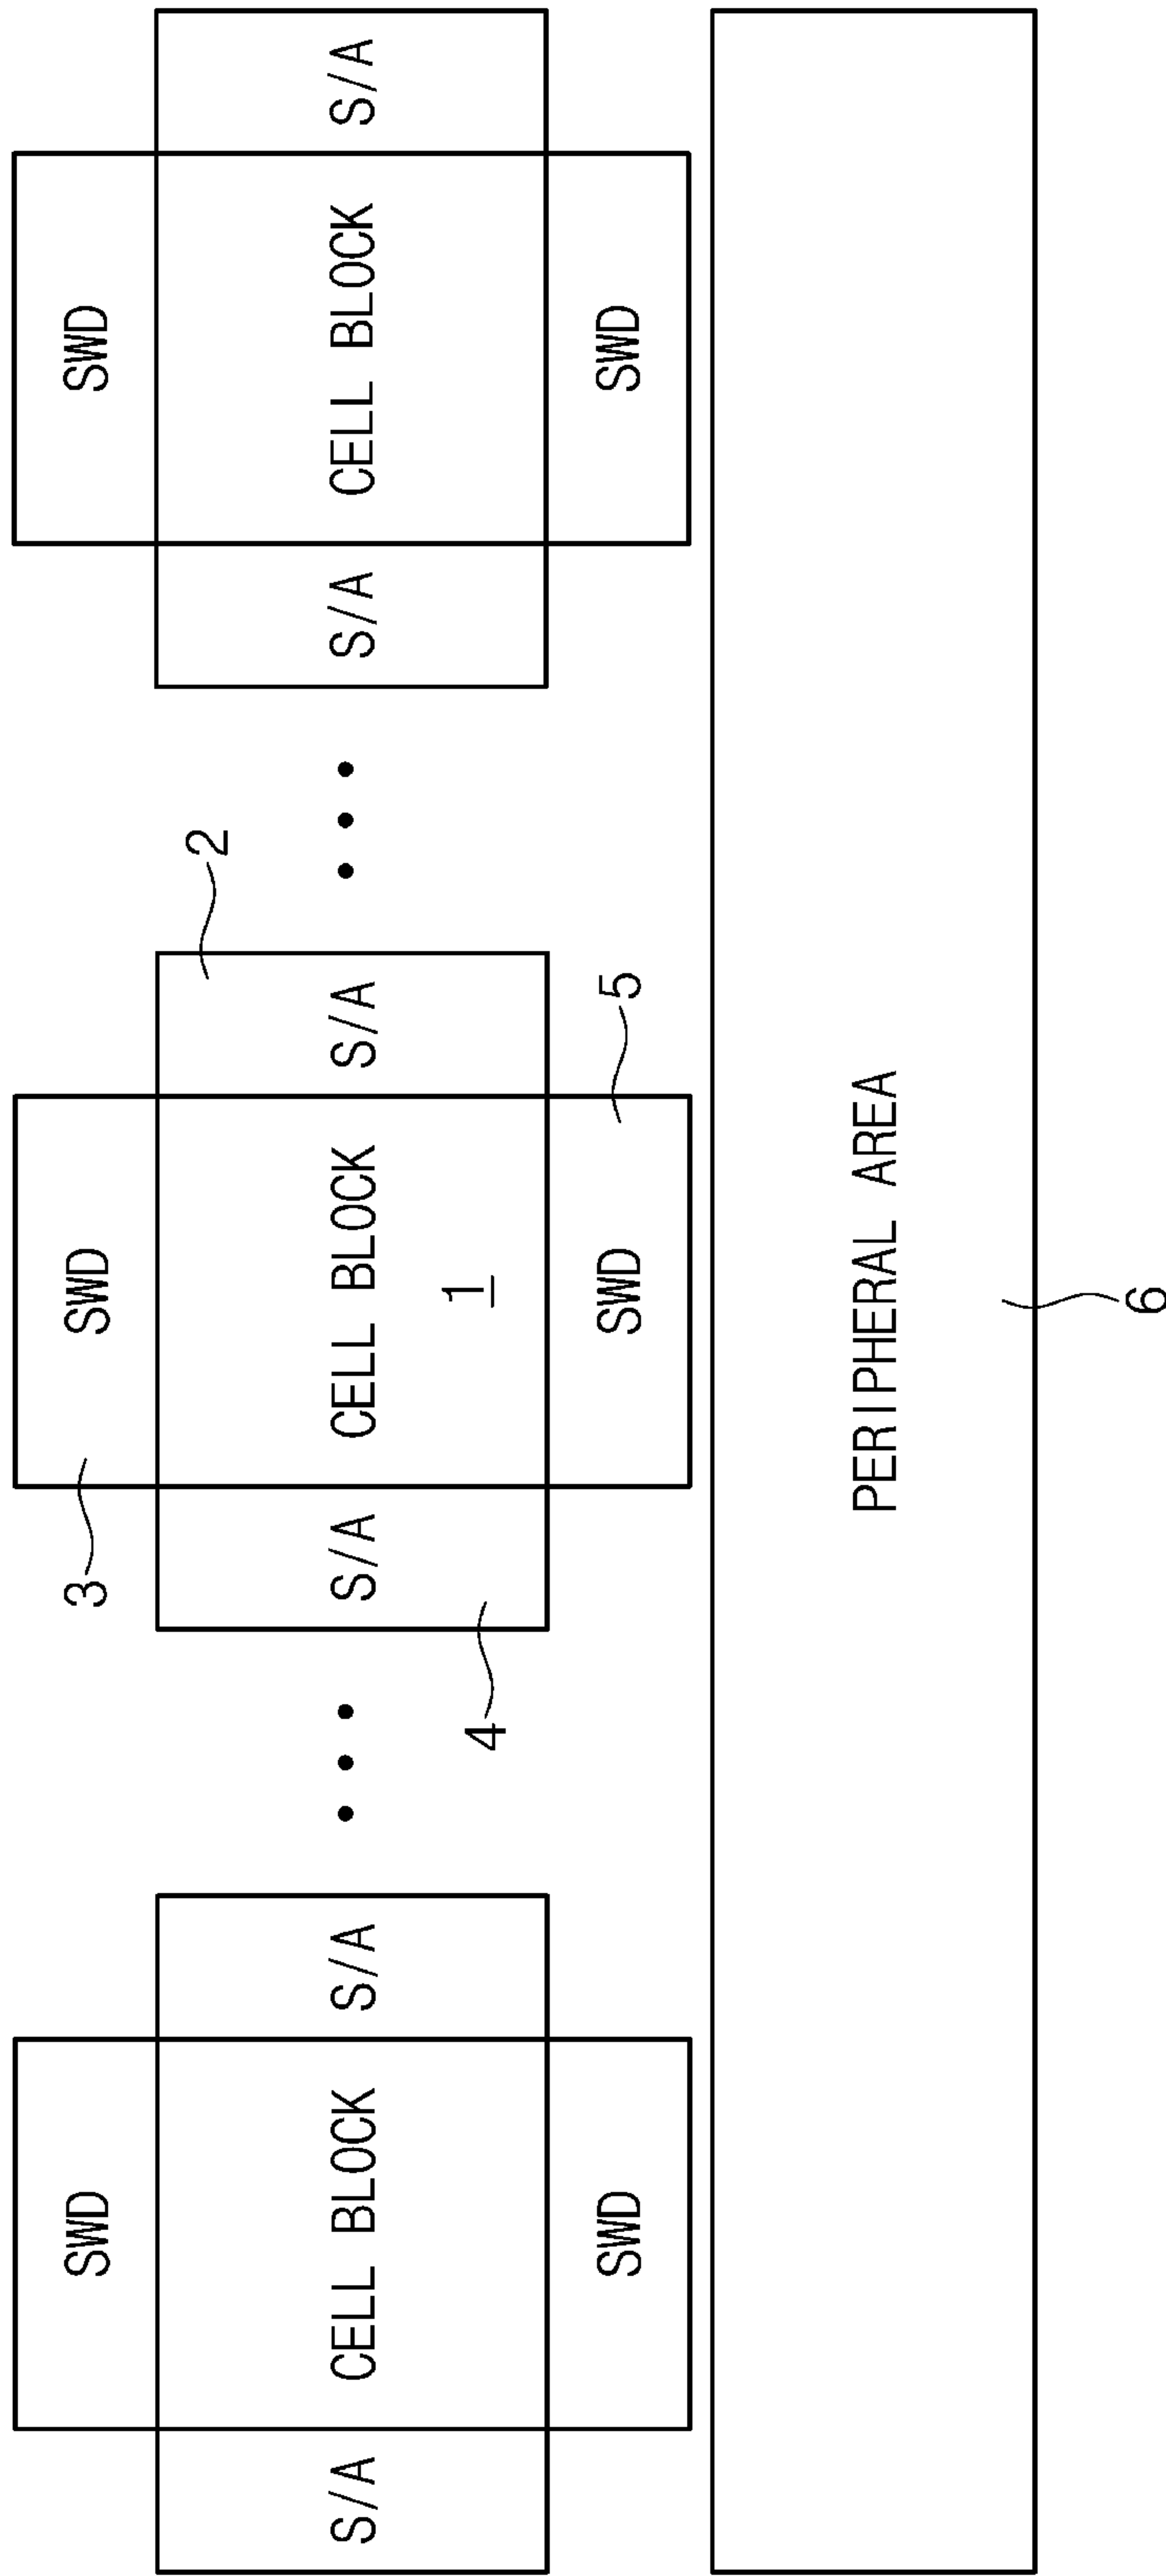 SWD 3 SWD SWD
2
S/A CELL BLOCK S/A • • • S/A CELL BLOCK S/A • • • S/A CELL BLOCK S/A
4 1
SWD SWD 5 SWD
PERIPHERAL AREA
6